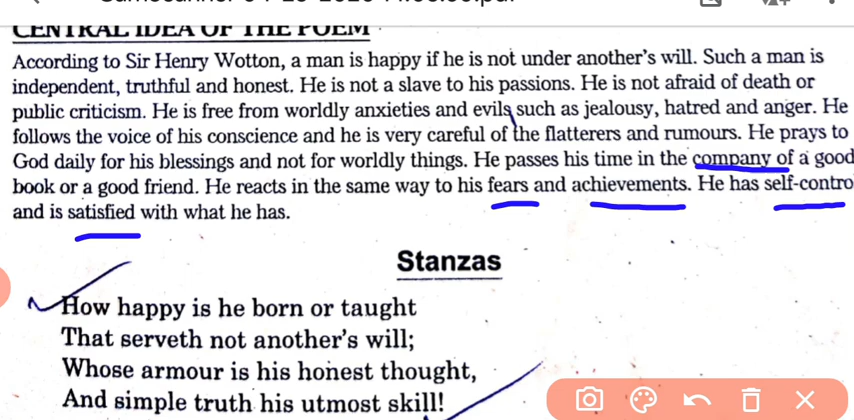 CENTRAL IDEA OF THE POEM
According to Sir Henry Wotton, a man is happy if he is not under another's will. Such a man is
independent, truthful and honest. He is not a slave to his passions. He is not afraid of death or
public criticism. He is free from worldly anxieties and evils such as jealousy, hatred and anger. He
follows the voice of his conscience and he is very careful of the flatterers and rumours. He prays to
God daily for his blessings and not for worldly things. He passes his time in the company of a good
book or a good friend. He reacts in the same way to his fears and achievements. He has self-contro
and is satisfied with what he has.
Stanzas
How happy is he born or taught
That serveth not another's will;
Whose armour is his honest thought,
And simple truth his utmost skill!